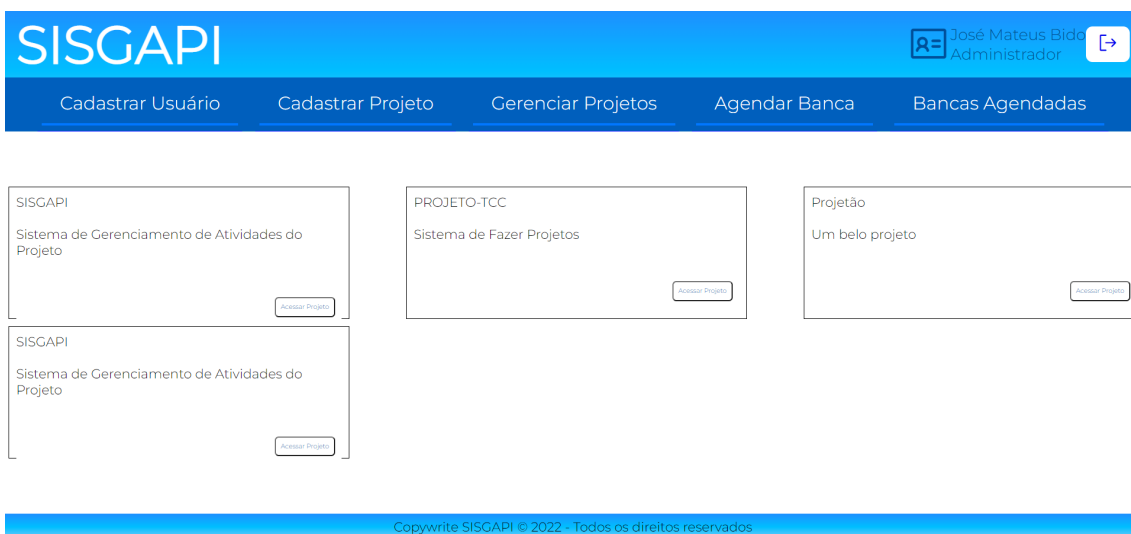 SISGAPI
José Mateus Bido
Administrador
Cadastrar Usuário
Cadastrar Projeto
Gerenciar Projetos
Agendar Banca
Bancas Agendadas
SISGAPI
Sistema de Gerenciamento de Atividades do
Projeto
Acessar Projeto
PROJETO-TCC
Sistema de Fazer Projetos
Acessar Projeto
Projetão
Um belo projeto
Acessar Projeto
SISGAPI
Sistema de Gerenciamento de Atividades do
Projeto
Acessar Projeto
Copywrite SISGAPI © 2022 - Todos os direitos reservados